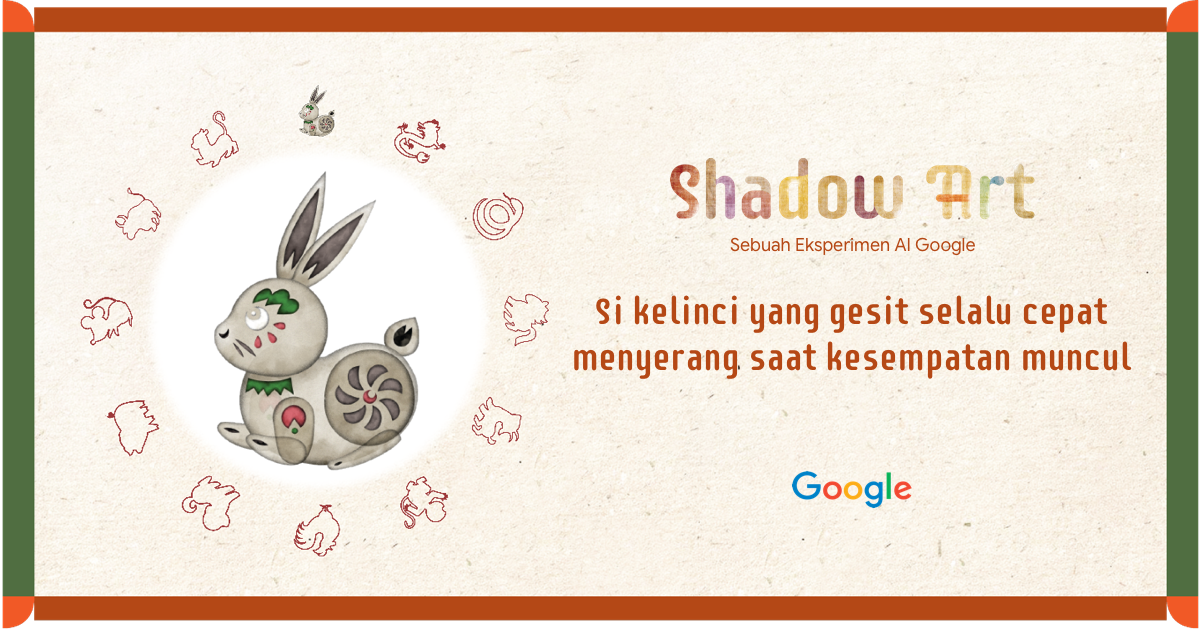 Shadow Art
Sebuah Eksperimen AI Google
Si kelinci yang gesit selalu cepat
menyerang saat kesempatan muncul
Google